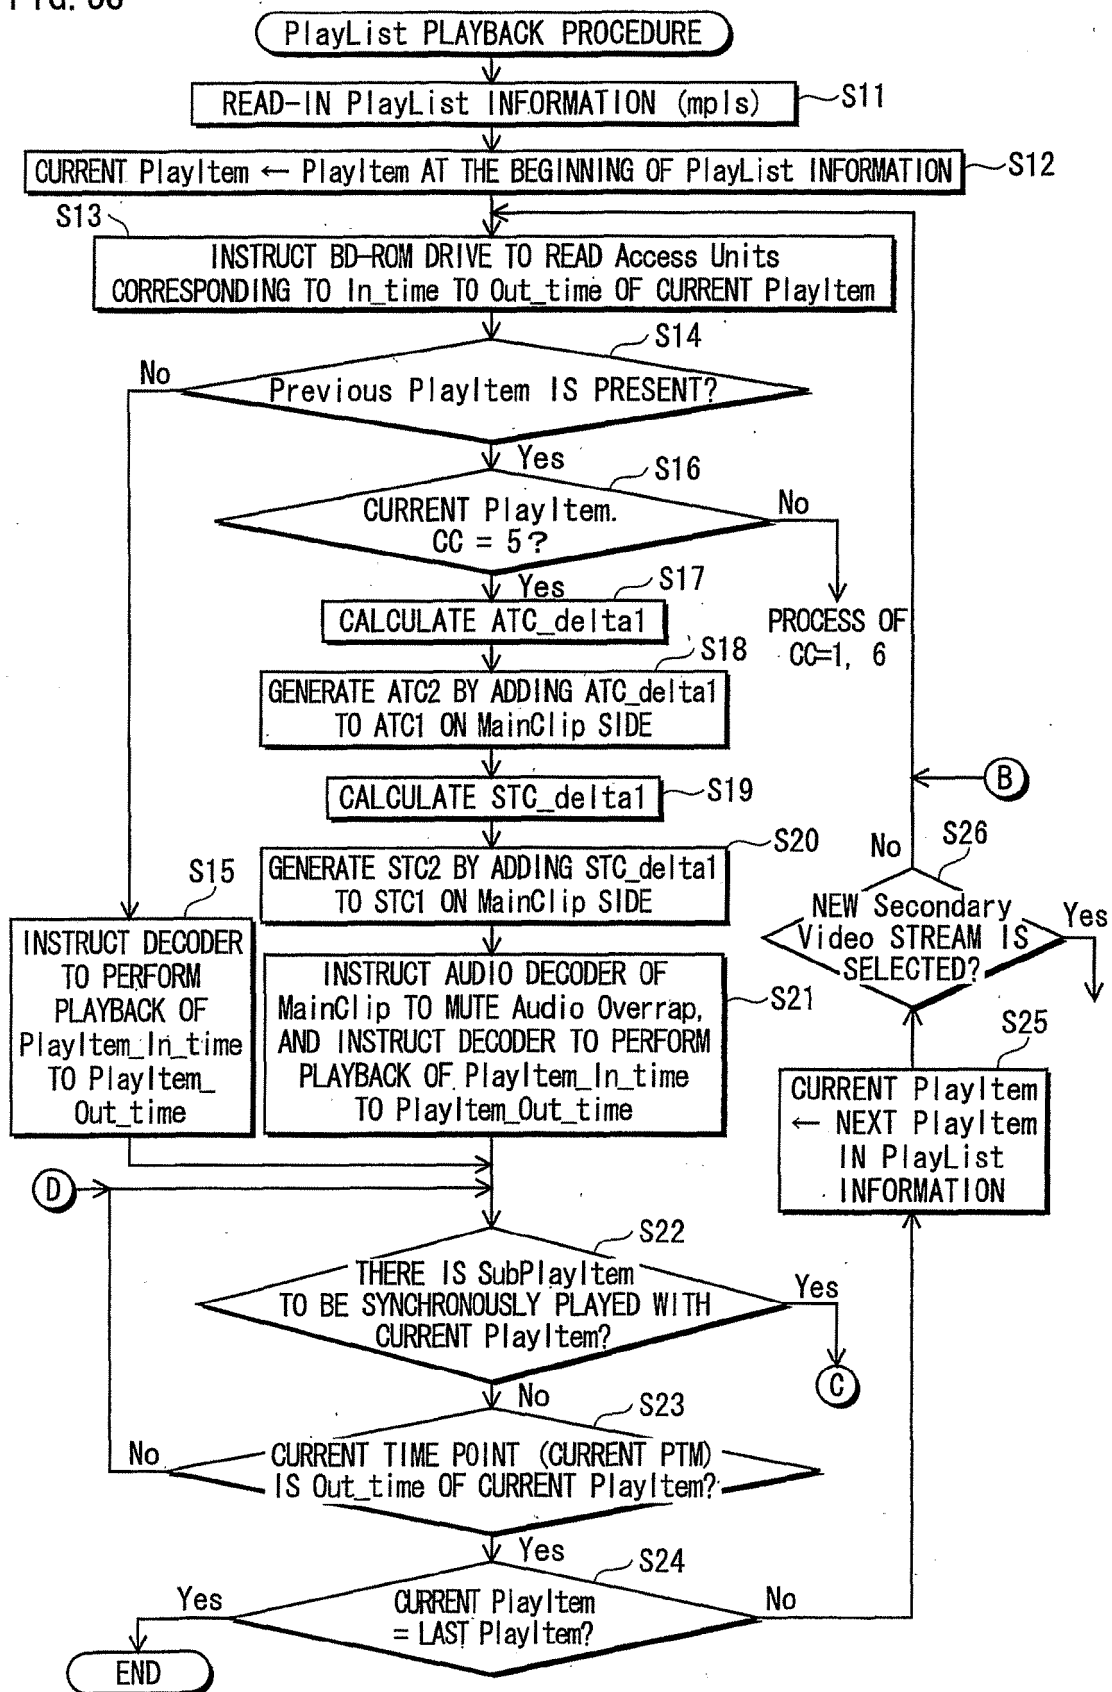 PlayList PLAYBACK PROCEDURE
READ-IN PlayList INFORMATION (mpls)
S11
CURRENT PlayItem ← PlayItem AT THE BEGINNING OF PlayList INFORMATION
S12
S13
INSTRUCT BD-ROM DRIVE TO READ Access Units
CORRESPONDING TO In_time TO Out_time OF CURRENT PlayItem
S14
No
Previous PlayItem IS PRESENT?
Yes
S16
CURRENT PlayItem.
CC = 5?
No
Yes
S17
CALCULATE ATC_delta1
PROCESS OF
CC=1, 6
S18
GENERATE ATC2 BY ADDING ATC_delta1
TO ATC1 ON MainClip SIDE
CALCULATE STC_delta1
S19
B
S20
GENERATE STC2 BY ADDING STC_delta1
TO STC1 ON MainClip SIDE
No
S26
NEW Secondary
Video STREAM IS
SELECTED?
Yes
S15
INSTRUCT DECODER
TO PERFORM
PLAYBACK OF
PlayItem_In_time
TO PlayItem_
Out_time
INSTRUCT AUDIO DECODER OF
MainClip TO MUTE Audio Overrap,
AND INSTRUCT DECODER TO PERFORM
PLAYBACK OF PlayItem_In_time
TO PlayItem_Out_time
S21
S25
CURRENT PlayItem
← NEXT PlayItem
IN PlayList
INFORMATION
D
S22
THERE IS SubPlayItem
TO BE SYNCHRONOUSLY PLAYED WITH
CURRENT PlayItem?
Yes
C
No
S23
No
CURRENT TIME POINT (CURRENT PTM)
IS Out_time OF CURRENT PlayItem?
Yes
S24
Yes
CURRENT PlayItem
= LAST PlayItem?
No
END